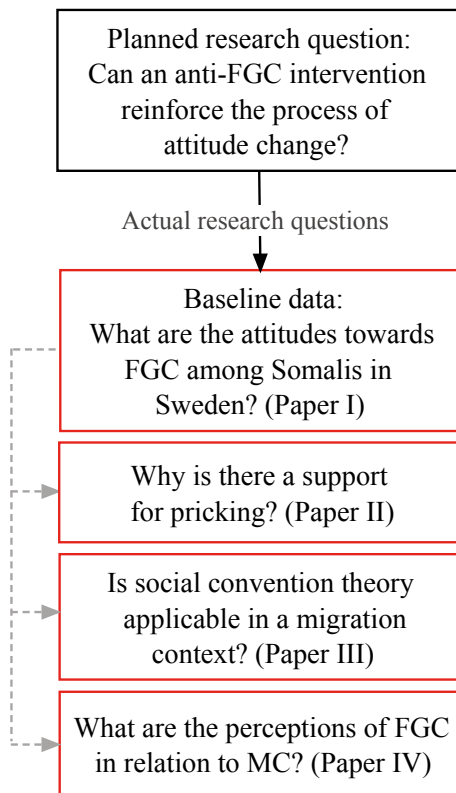 Planned research question:
Can an anti-FGC intervention
reinforce the process of
attitude change?
Actual research questions
Baseline data:
What are the attitudes towards
FGC among Somalis in
Sweden? (Paper I)
Why is there a support
for pricking? (Paper II)
Is social convention theory
applicable in a migration
context? (Paper III)
What are the perceptions of FGC
in relation to MC? (Paper IV)